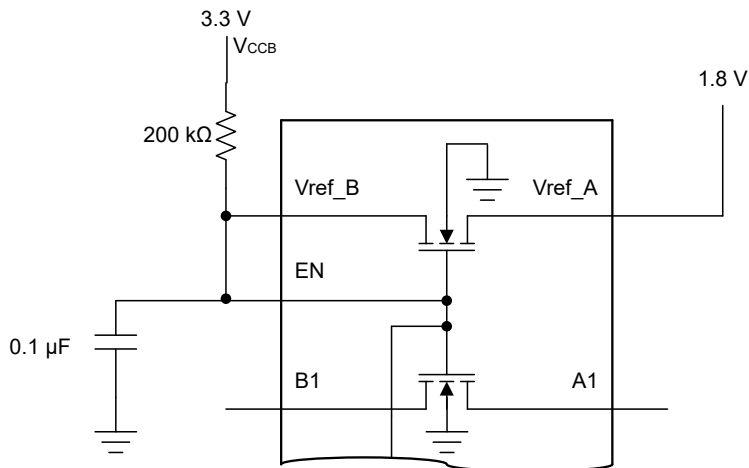 3.3 V
VCCB
1.8 V
200 kΩ
Vref_B
Vref_A
EN
0.1 µF
B1
A1